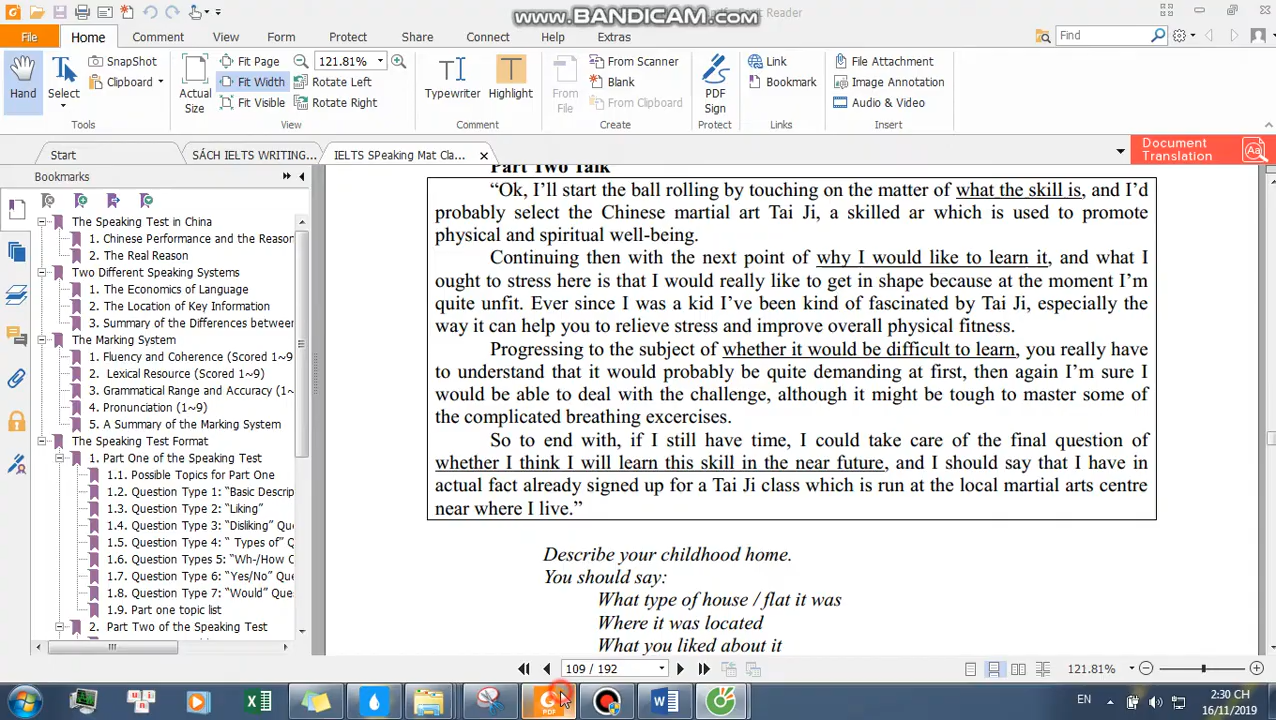 www.BANDICAM.com
Reader
File
Home
Comment
View
Form
Protect
Share
Connect
Help
Extras
Find
Hand
Select
SnapShot
Clipboard
Actual
Size
Fit Page
Fit Width
Fit Visible
121.81%
Rotate Left
Rotate Right
Typewriter
Highlight
From
File
From Scanner
Blank
From Clipboard
PDF
Sign
Link
Bookmark
File Attachment
Image Annotation
Audio & Video
Tools
View
Comment
Create
Protect
Links
Insert
Start
SÁCH IELTS WRITING...
IELTS SPeaking Mat Cla...
Document
Translation
Bookmarks
The Speaking Test in China
1. Chinese Performance and the Reason
2. The Real Reason
Two Different Speaking Systems
1. The Economics of Language
2. The Location of Key Information
3. Summary of the Differences between
The Marking System
1. Fluency and Coherence (Scored 1~9
2. Lexical Resource (Scored 1~9)
3. Grammatical Range and Accuracy (1~
4. Pronunciation (1~9)
5. A Summary of the Marking System
The Speaking Test Format
1. Part One of the Speaking Test
1.1. Possible Topics for Part One
1.2. Question Type 1: “Basic Descrip
1.3. Question Type 2: “Liking”
1.4. Question Type 3: “Disliking” Qu
1.5. Question Type 4: “ Types of” Qu
1.6. Question Types 5: “Wh-/How Q
1.7. Question Type 6: “Yes/No” Que
1.8. Question Type 7: “Would” Que
1.9. Part one topic list
2. Part Two of the Speaking Test
Part Two Talk
“Ok, I’ll start the ball rolling by touching on the matter of what the skill is, and I’d
probably select the Chinese martial art Tai Ji, a skilled ar which is used to promote
physical and spiritual well-being.
Continuing then with the next point of why I would like to learn it, and what I
ought to stress here is that I would really like to get in shape because at the moment I’m
quite unfit. Ever since I was a kid I’ve been kind of fascinated by Tai Ji, especially the
way it can help you to relieve stress and improve overall physical fitness.
Progressing to the subject of whether it would be difficult to learn, you really have
to understand that it would probably be quite demanding at first, then again I’m sure I
would be able to deal with the challenge, although it might be tough to master some of
the complicated breathing excercises.
So to end with, if I still have time, I could take care of the final question of
whether I think I will learn this skill in the near future, and I should say that I have in
actual fact already signed up for a Tai Ji class which is run at the local martial arts centre
near where I live.”
Describe your childhood home.
You should say:
What type of house / flat it was
Where it was located
What you liked about it
109 / 192
121.81%
EN
2:30 CH
16/11/2019